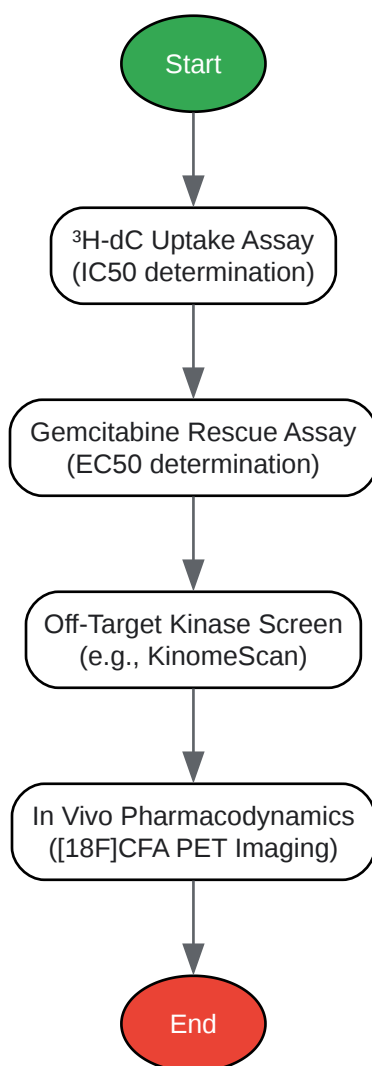 Start
³H-dC Uptake Assay
(IC50 determination)
Gemcitabine Rescue Assay
(EC50 determination)
Off-Target Kinase Screen
(e.g., KinomeScan)
In Vivo Pharmacodynamics
([18F]CFA PET Imaging)
End